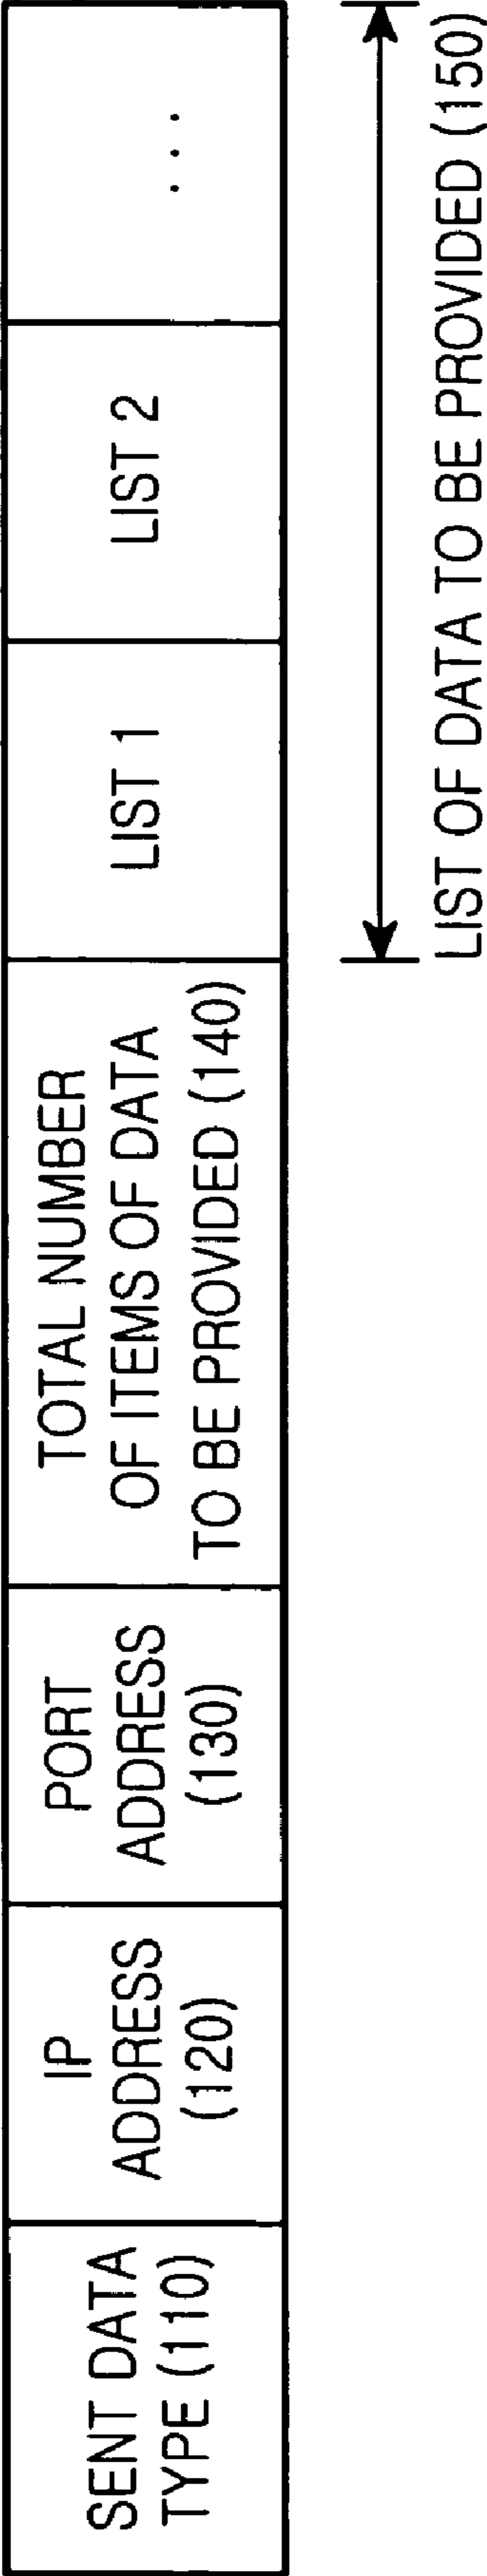 SENT DATA
TYPE (110)
IP
ADDRESS
(120)
PORT
ADDRESS
(130)
TOTAL NUMBER
OF ITEMS OF DATA
TO BE PROVIDED (140)
LIST 1
LIST 2
...
LIST OF DATA TO BE PROVIDED (150)